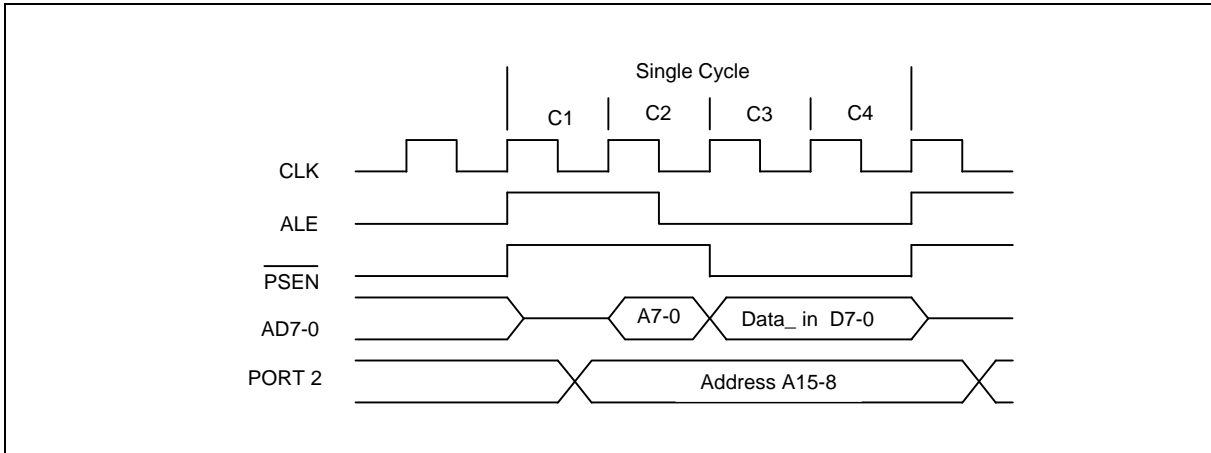 Single Cycle
C1 C2 C3 C4
CLK
ALE
PSEN
AD7-0 A7-0 Data_ in D7-0
PORT 2 Address A15-8